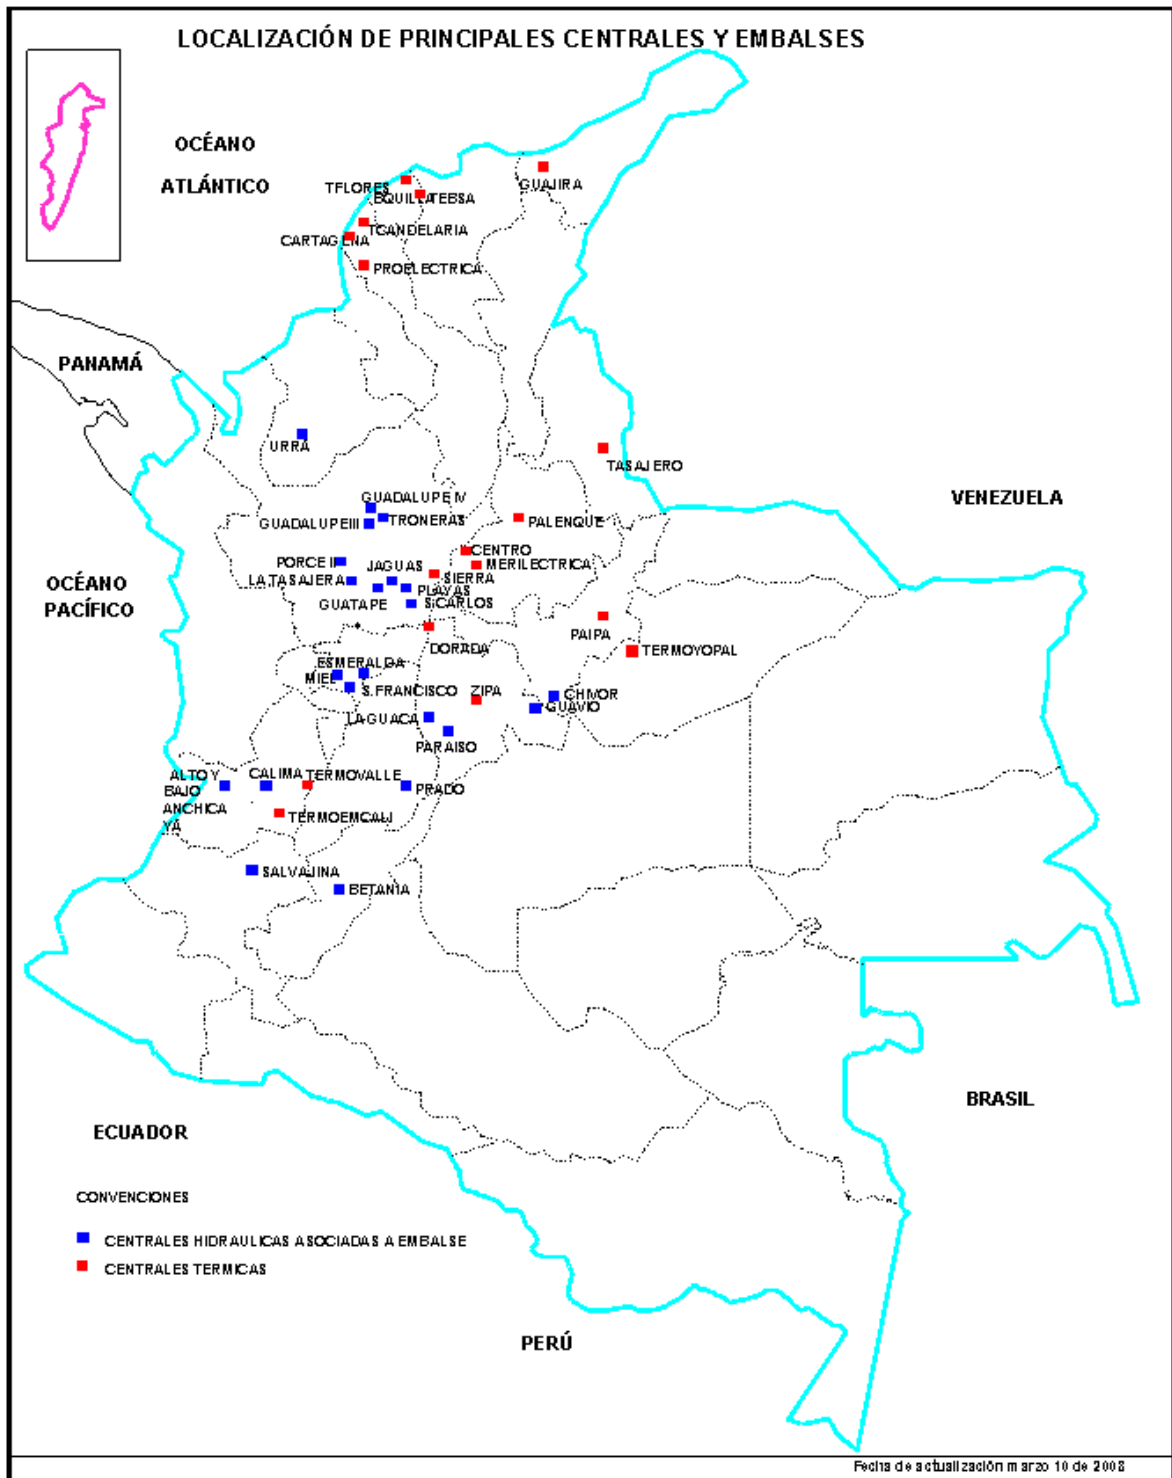 LOCALIZACIÓN DE PRINCIPALES CENTRALES Y EMBALSES
OCÉANO
ATLÁNTICO
TFLORES
BQUILLA TEBSA
GUAJIRA
TCANDELARIA
CARTAGENA
PROELECTRICA
PANAMÁ
URRA
TASAJERO
VENEZUELA
GUADALUPE IV
GUADALUPE III
TRONERAS
PALENQUE
CENTRO
MERILECTRICA
PORCE II
JAGUAS
SIERRA
LA TASAJERA
PLAYAS
GUATAPE
S.CARLOS
OCÉANO
PACÍFICO
PAIPA
DORADA
TERMOYOPAL
ESMERALDA
MIEL
S.FRANCISCO
ZIPA
CHIVOR
GUAVIO
LA GUACA
PARAISO
ALTO Y
BAJO
ANCHICA
YÁ
CALIMA
TERMOVALLE
PRADO
TERMOEMCALI
SALVAJINA
BETANIA
BRASIL
ECUADOR
CONVENCIONES
CENTRALES HIDRAULICAS ASOCIADAS A EMBALSE
CENTRALES TERMICAS
PERÚ
Fecha de actualización marzo 10 de 2008